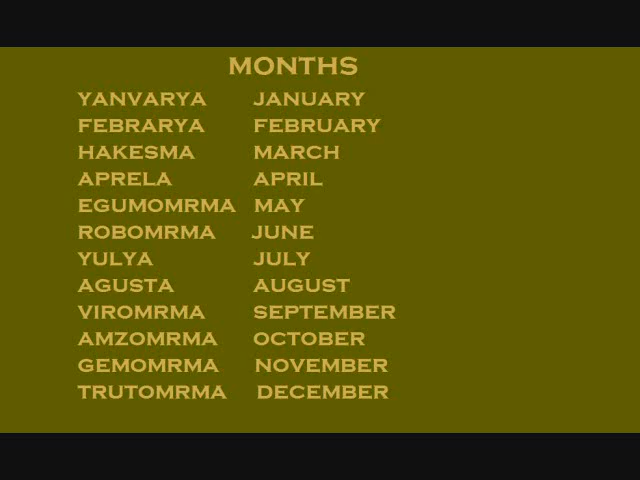 MONTHS
YANVARYA JANUARY
FEBRARYA FEBRUARY
HAKESMA MARCH
APRELA APRIL
EGUMOMRMA MAY
ROBOMRMA JUNE
YULYA JULY
AGUSTA AUGUST
VIROMRMA SEPTEMBER
AMZOMRMA OCTOBER
GEMOMRMA NOVEMBER
TRUTOMRMA DECEMBER